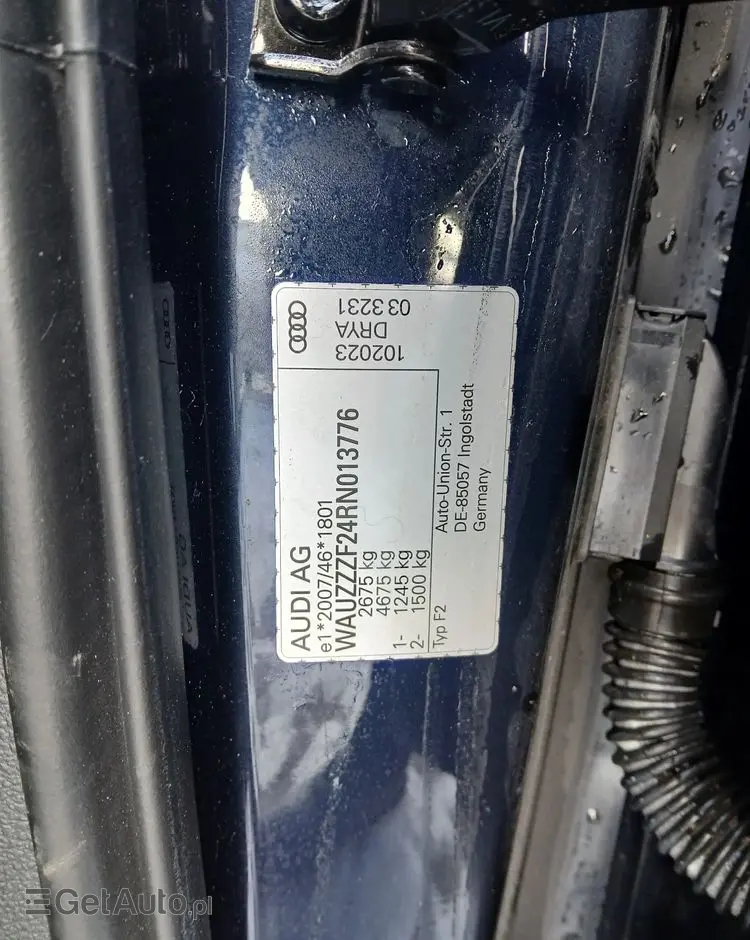 AUDI AG
e1*2007/46*1801
WAUZZZF24RN013776
2675 kg
4675 kg
1- 1245 kg
2- 1500 kg
Typ F2
Auto-Union-Str. 1
DE-85057 Ingolstadt
Germany
102023
DRYA
03 3231
GetAuto.pl